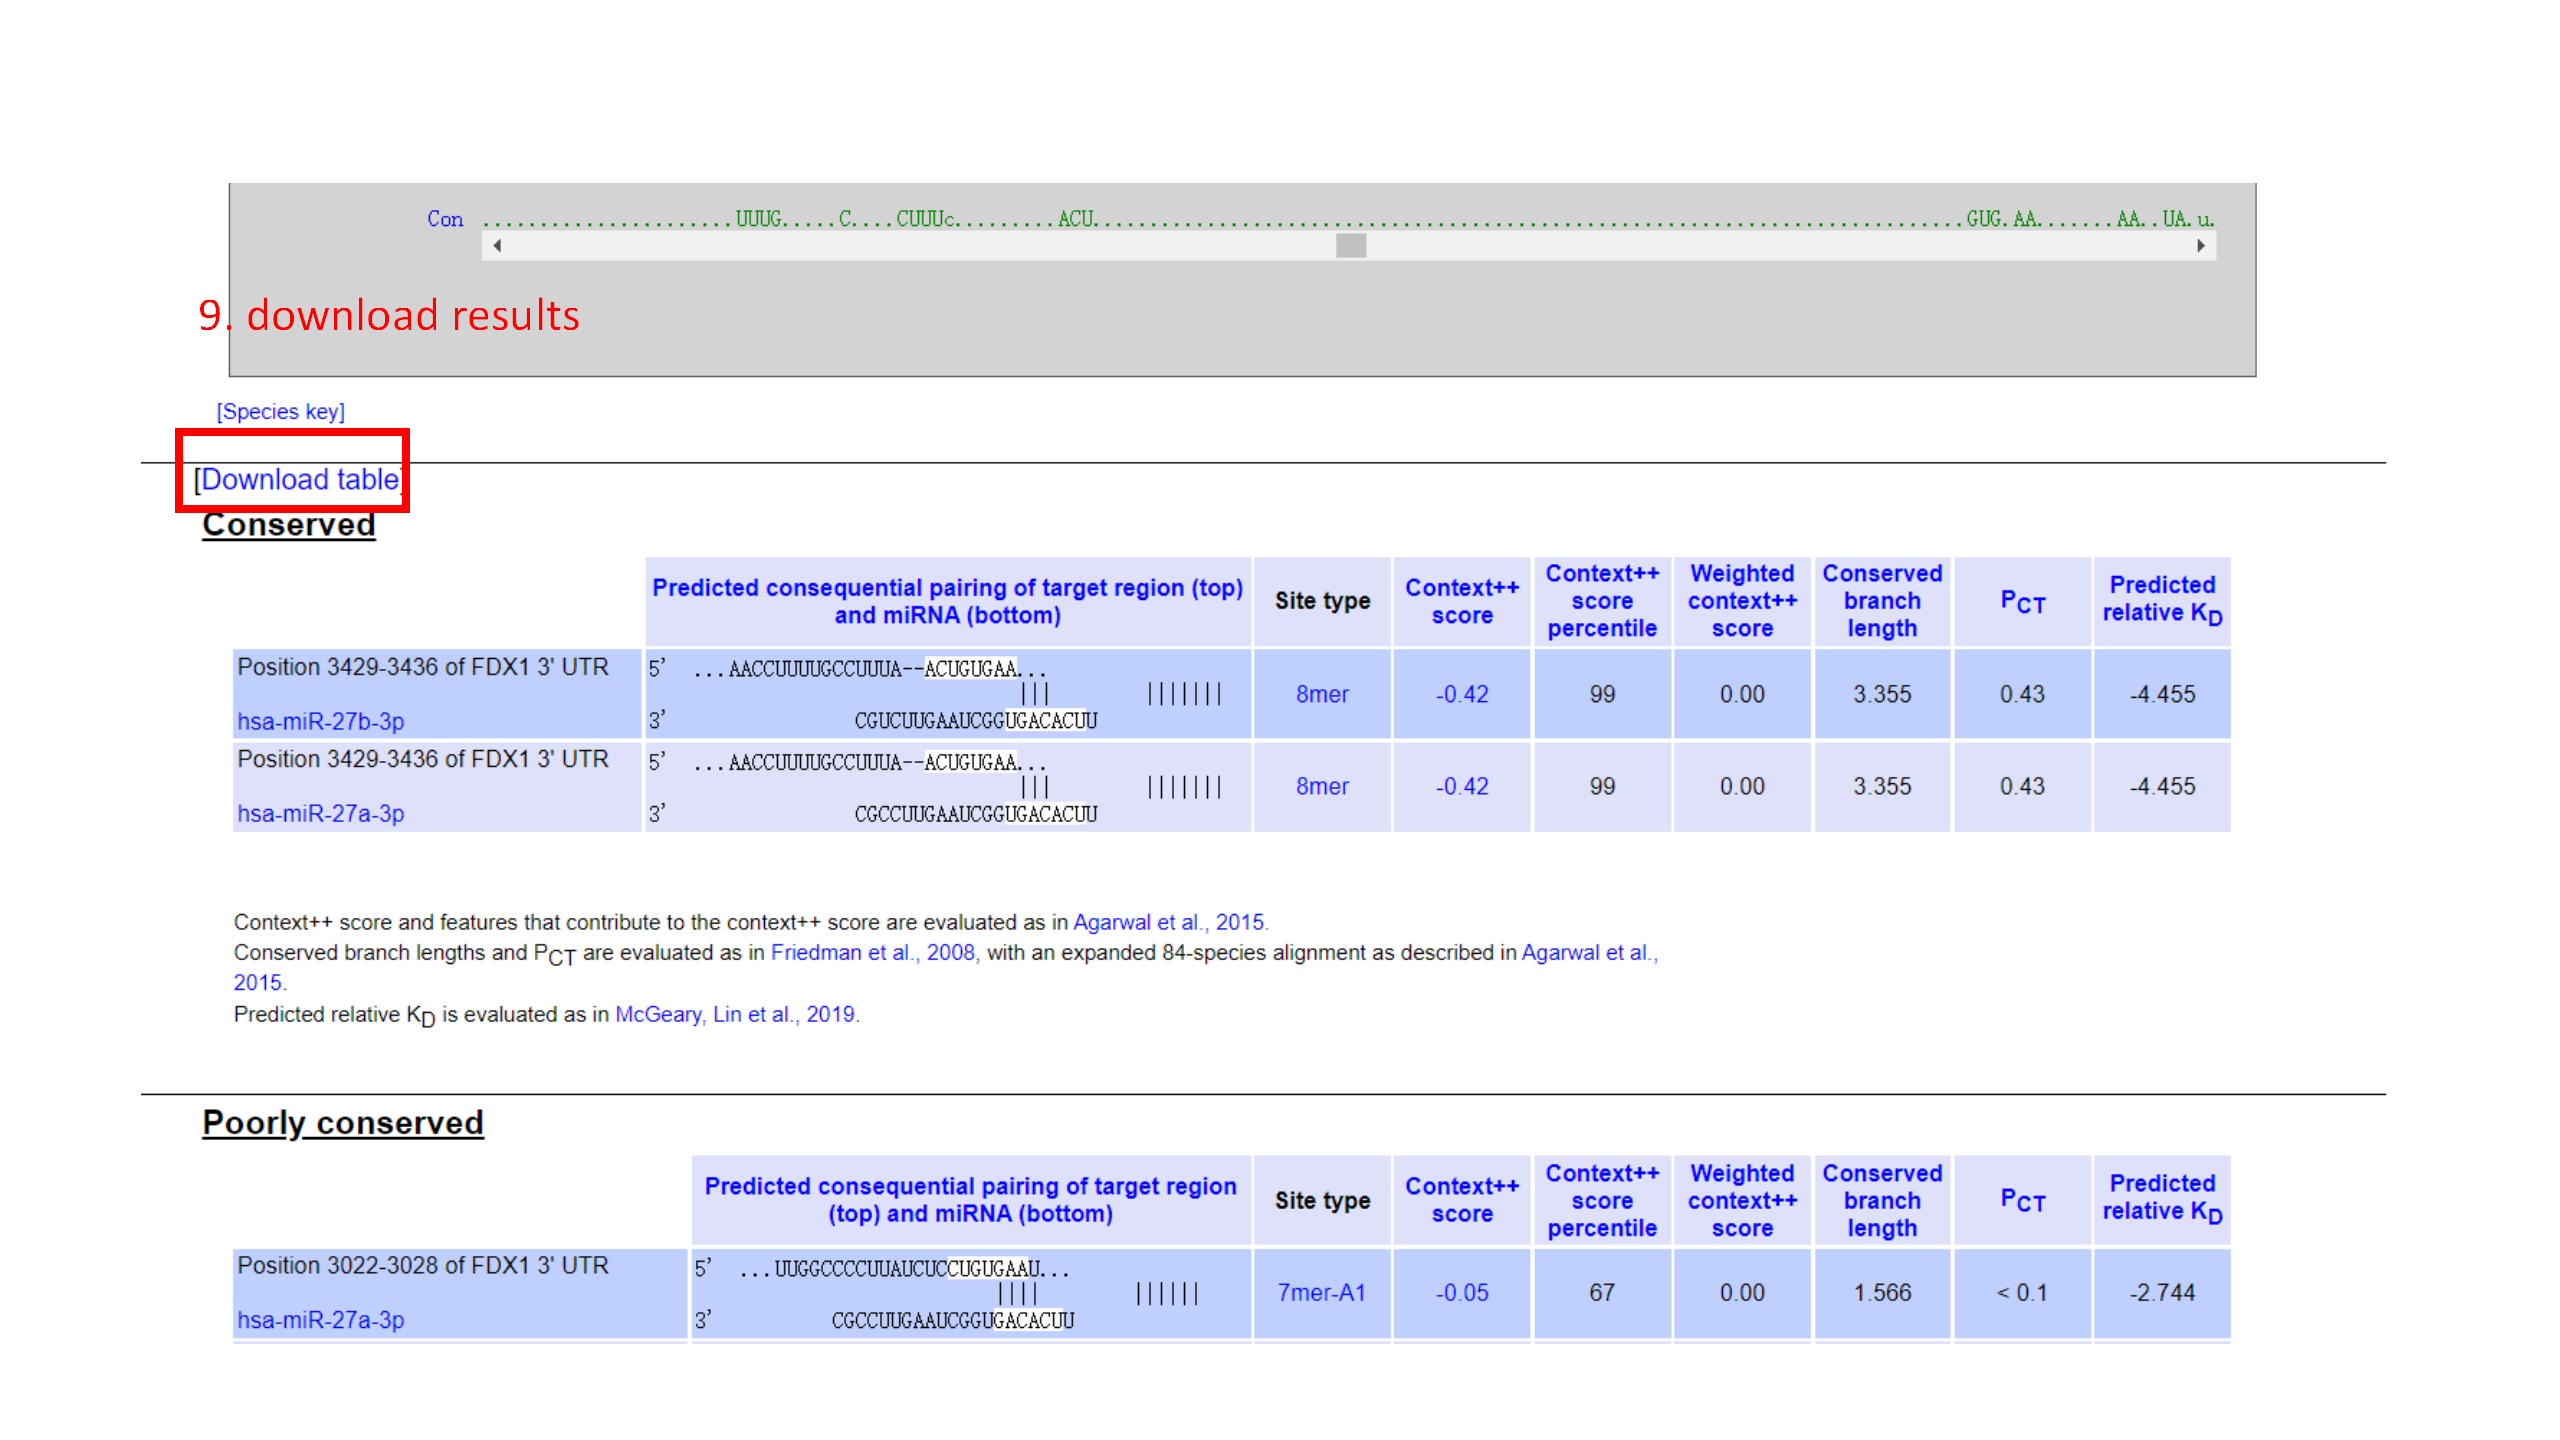 Con ......................UUUG.....C....CUUUc.........ACU.............................................................................GUG.AA.......AA..UA.u.
9. download results
[Species key]
[Download table]
Conserved
Predicted consequential pairing of target region (top) and miRNA (bottom) Site type Context++ score Context++ score percentile Weighted context++ score Conserved branch length PCT Predicted relative KD
Position 3429-3436 of FDX1 3' UTR 5' ...AACCUUUUGCCUUUA--ACUGUGAA...
||| ||||||| 8mer -0.42 99 0.00 3.355 0.43 -4.455
hsa-miR-27b-3p 3' CGUCUUGAAUCGGUGACACUU
Position 3429-3436 of FDX1 3' UTR 5' ...AACCUUUUGCCUUUA--ACUGUGAA...
||| ||||||| 8mer -0.42 99 0.00 3.355 0.43 -4.455
hsa-miR-27a-3p 3' CGCCUUGAAUCGGUGACACUU
Context++ score and features that contribute to the context++ score are evaluated as in Agarwal et al., 2015.
Conserved branch lengths and PCT are evaluated as in Friedman et al., 2008, with an expanded 84-species alignment as described in Agarwal et al.,
2015.
Predicted relative KD is evaluated as in McGeary, Lin et al., 2019.
Poorly conserved
Predicted consequential pairing of target region (top) and miRNA (bottom) Site type Context++ score Context++ score percentile Weighted context++ score Conserved branch length PCT Predicted relative KD
Position 3022-3028 of FDX1 3' UTR 5' ...UUGGCCCCUUAUCUCCUGUGAAU...
|||| |||||| 7mer-A1 -0.05 67 0.00 1.566 < 0.1 -2.744
hsa-miR-27a-3p 3' CGCCUUGAAUCGGUGACACUU